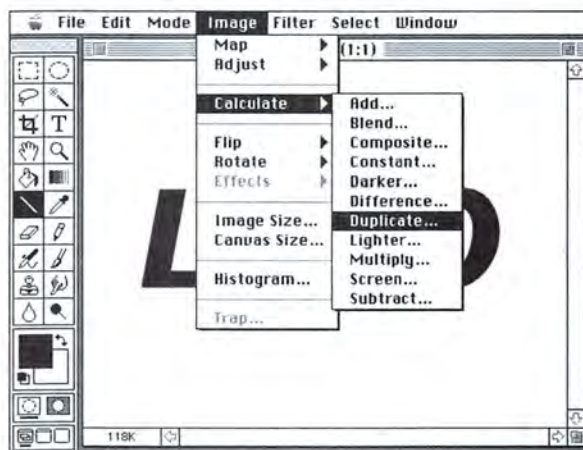 File Edit Mode Image Filter Select Window
(1:1)
Map
Adjust
Calculate
Flip
Rotate
Effects
Image Size...
Canvas Size...
Histogram...
Trap...
Add...
Blend...
Composite...
Constant...
Darker...
Difference...
Duplicate...
Lighter...
Multiply...
Screen...
Subtract...
T
L
118K